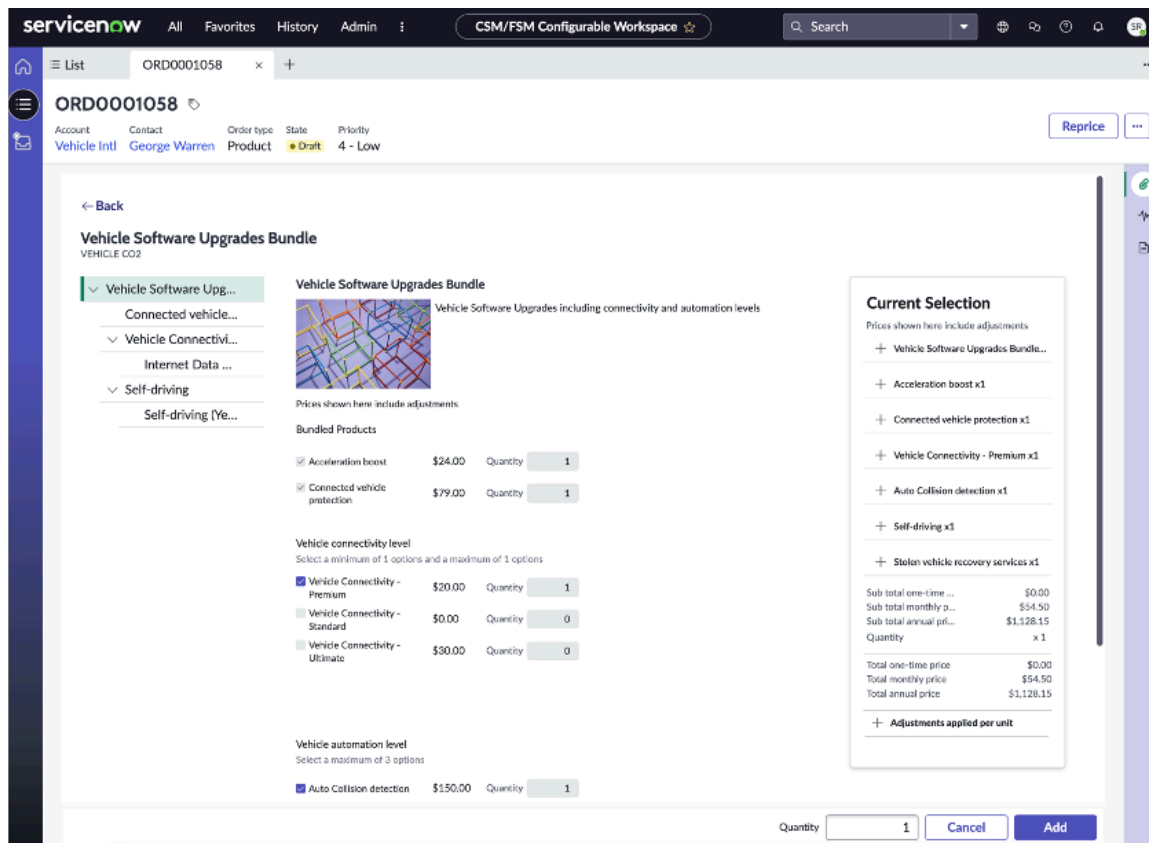 servicenow All Favorites History Admin CSM/FSM Configurable Workspace Search SR
List ORD0001058 × +
ORD0001058
Account Contact Order type State Priority
Vehicle Intl George Warren Product Draft 4 - Low
Reprice
Back
Vehicle Software Upgrades Bundle
VEHICLE CO2
Vehicle Software Upg...
Connected vehicle...
Vehicle Connectivi...
Internet Data ...
Self-driving
Self-driving (Ye...
Vehicle Software Upgrades Bundle
Vehicle Software Upgrades including connectivity and automation levels
Prices shown here include adjustments
Bundled Products
Acceleration boost $24.00 Quantity 1
Connected vehicle
protection $79.00 Quantity 1
Vehicle connectivity level
Select a minimum of 1 options and a maximum of 1 options
Vehicle Connectivity -
Premium $20.00 Quantity 1
Vehicle Connectivity -
Standard $0.00 Quantity 0
Vehicle Connectivity -
Ultimate $30.00 Quantity 0
Vehicle automation level
Select a maximum of 3 options
Auto Collision detection $150.00 Quantity 1
Current Selection
Prices shown here include adjustments
+ Vehicle Software Upgrades Bundle...
+ Acceleration boost x1
+ Connected vehicle protection x1
+ Vehicle Connectivity - Premium x1
+ Auto Collision detection x1
+ Self-driving x1
+ Stolen vehicle recovery services x1
Sub total one-time ... $0.00
Sub total monthly p... $54.50
Sub total annual pri... $1,128.15
Quantity x 1
Total one-time price $0.00
Total monthly price $54.50
Total annual price $1,128.15
+ Adjustments applied per unit
Quantity 1 Cancel Add